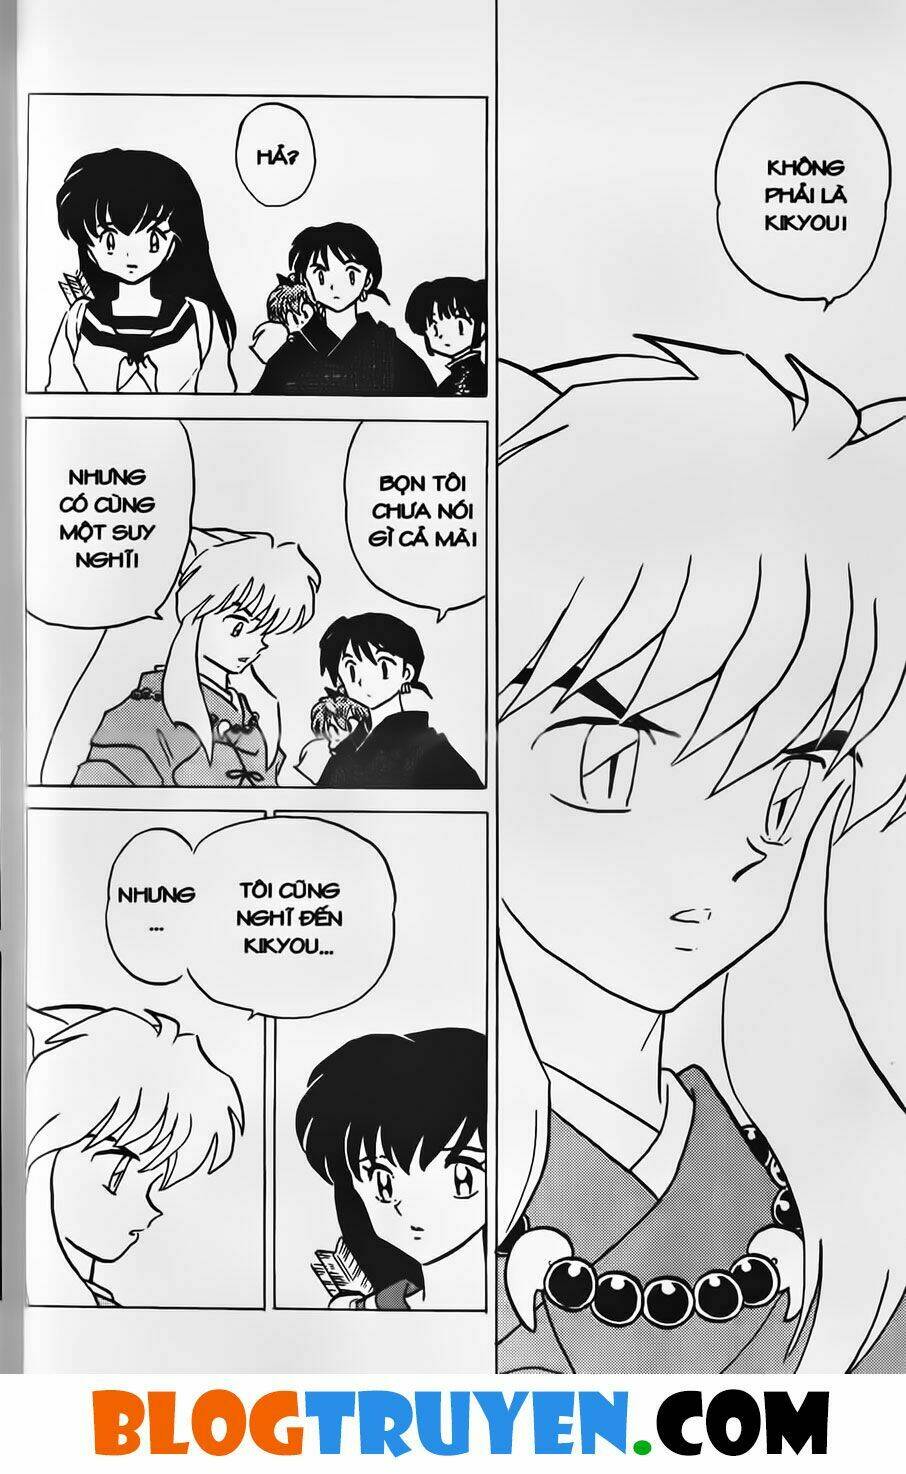 KHÔNG
PHẢI LÀ
KIKYOU!
HẢ?
BỌN TÔI
CHƯA NÓI
GÌ CẢ MÀ!
NHƯNG
CÓ CÙNG
MỘT SUY
NGHĨ!
TÔI CŨNG
NGHĨ ĐẾN
KIKYOU...
NHƯNG
...
BLOGTRUYEN.COM